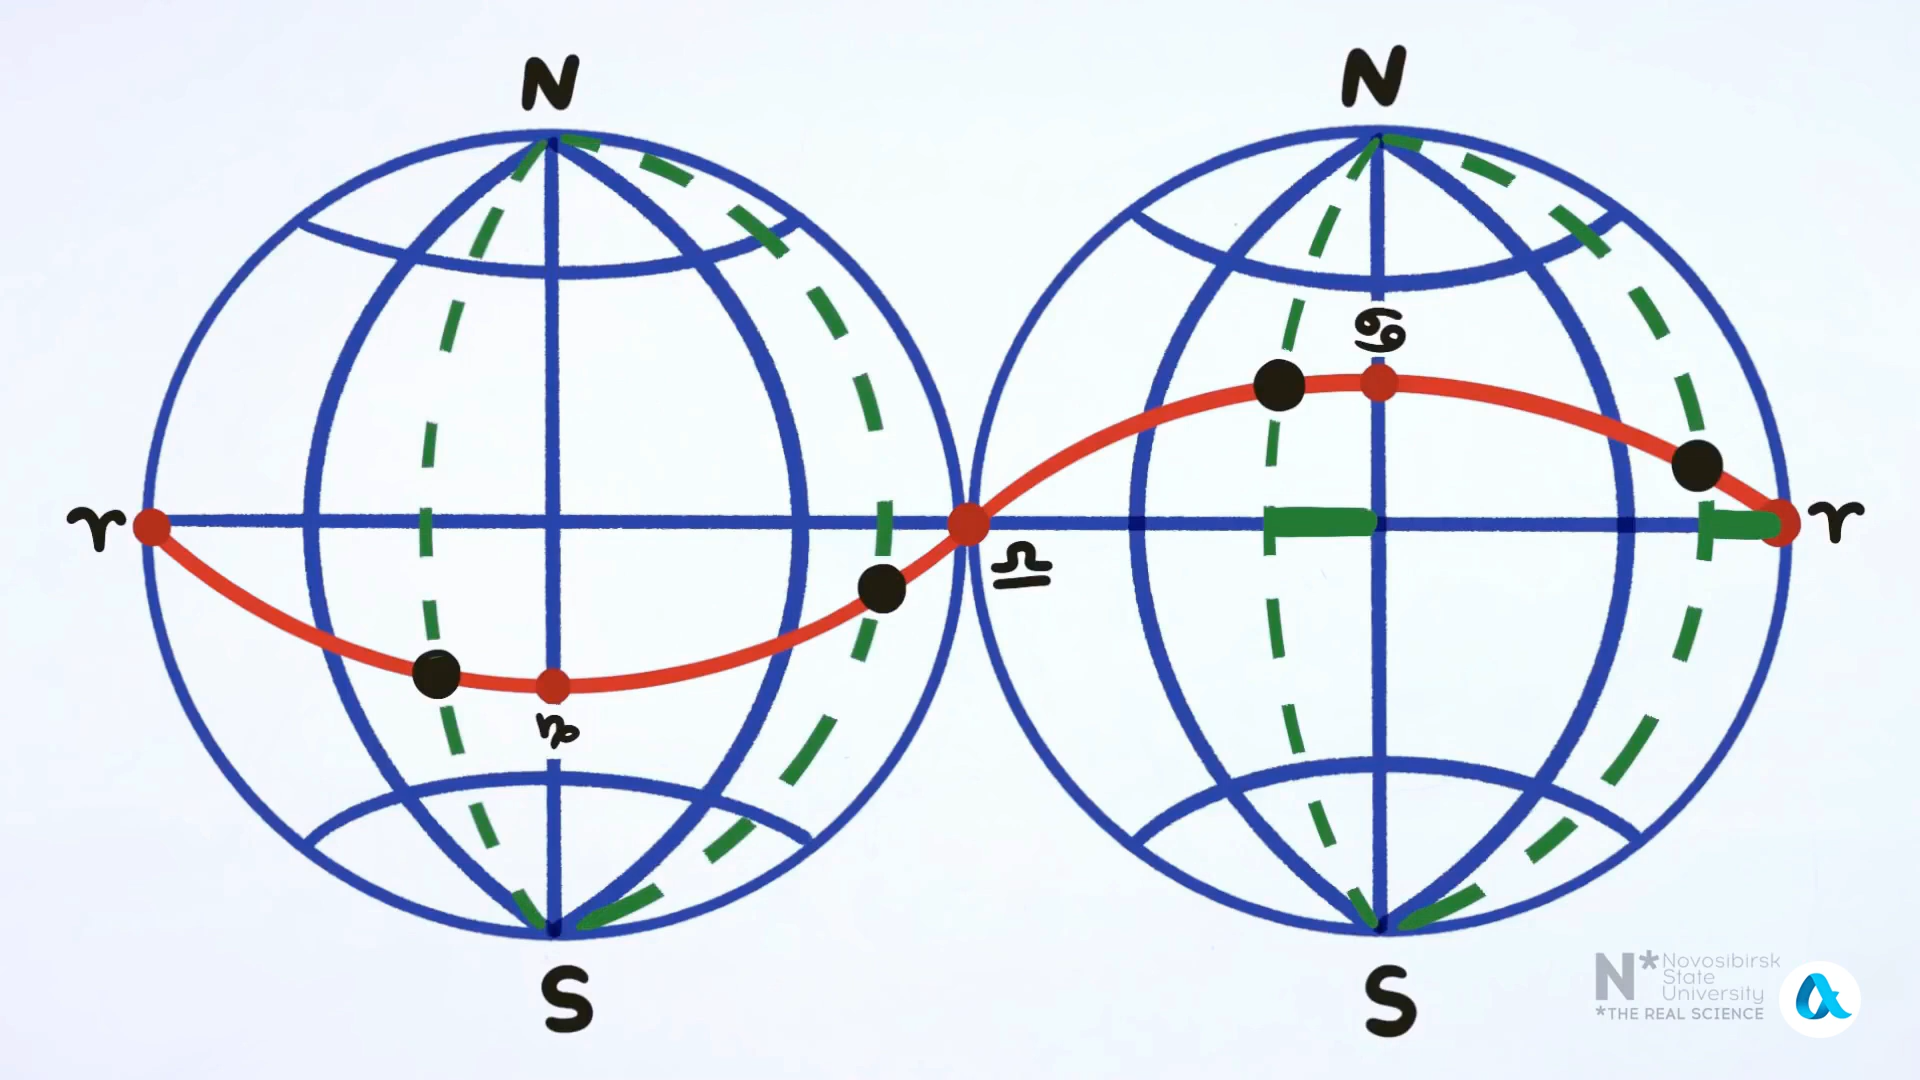 N
N
♋
♈
♎
♈
♑
S
S
N*
Novosibirsk
State
University
*THE REAL SCIENCE